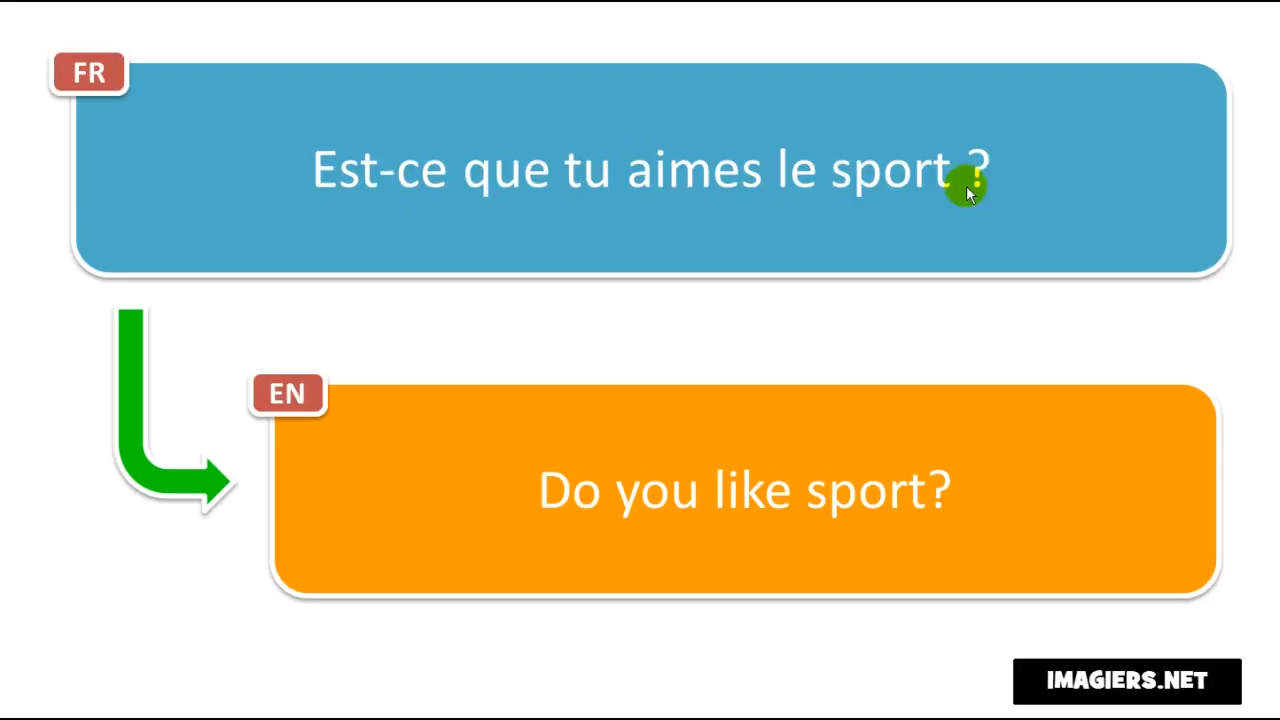 FR
Est-ce que tu aimes le sport ?
EN
Do you like sport?
IMAGIERS.NET